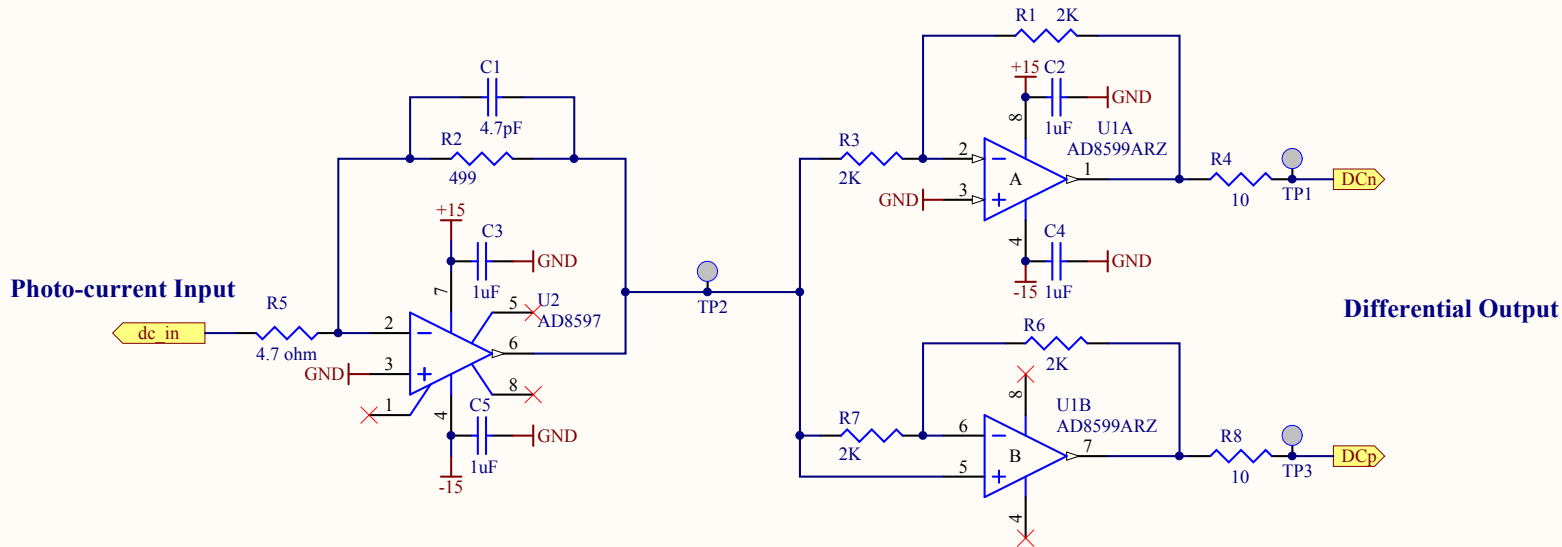 Photo-current Input
dc_in
R5
4.7 ohm
C1
4.7pF
R2
499
+15
C3
1uF
GND
7
2
3
GND
1
4
U2
AD8597
5
6
8
C5
1uF
GND
-15
TP2
R1 2K
+15
C2
1uF
GND
8
R3
2K
2
3
GND
A
U1A
AD8599ARZ
1
4
C4
1uF
GND
-15
R4
10
TP1
DCn
Differential Output
R6
2K
R7
2K
8
6
5
B
U1B
AD8599ARZ
7
4
R8
10
TP3
DCp